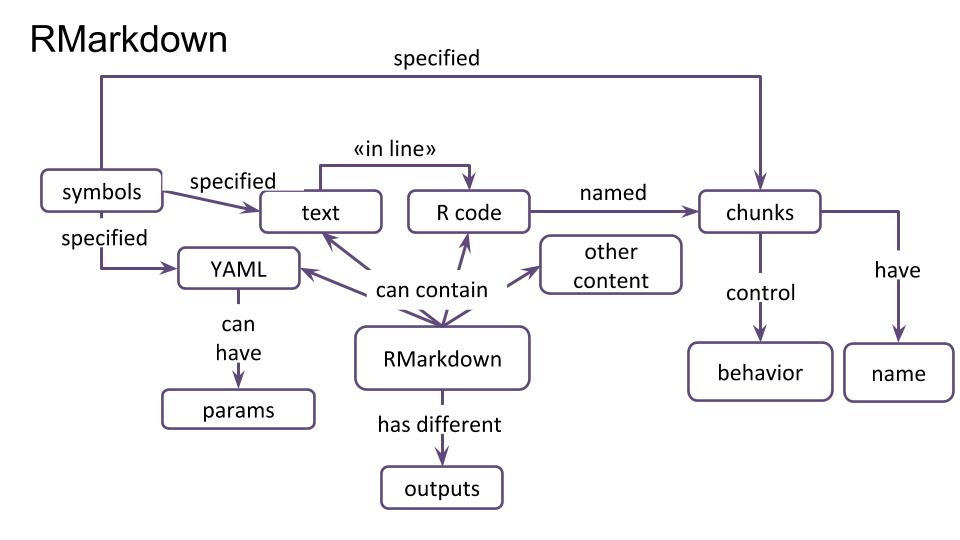 RMarkdown
specified
«in line»
symbols
specified
text
R code
named
chunks
specified
YAML
other
content
have
can contain
control
can
have
RMarkdown
behavior
name
params
has different
outputs